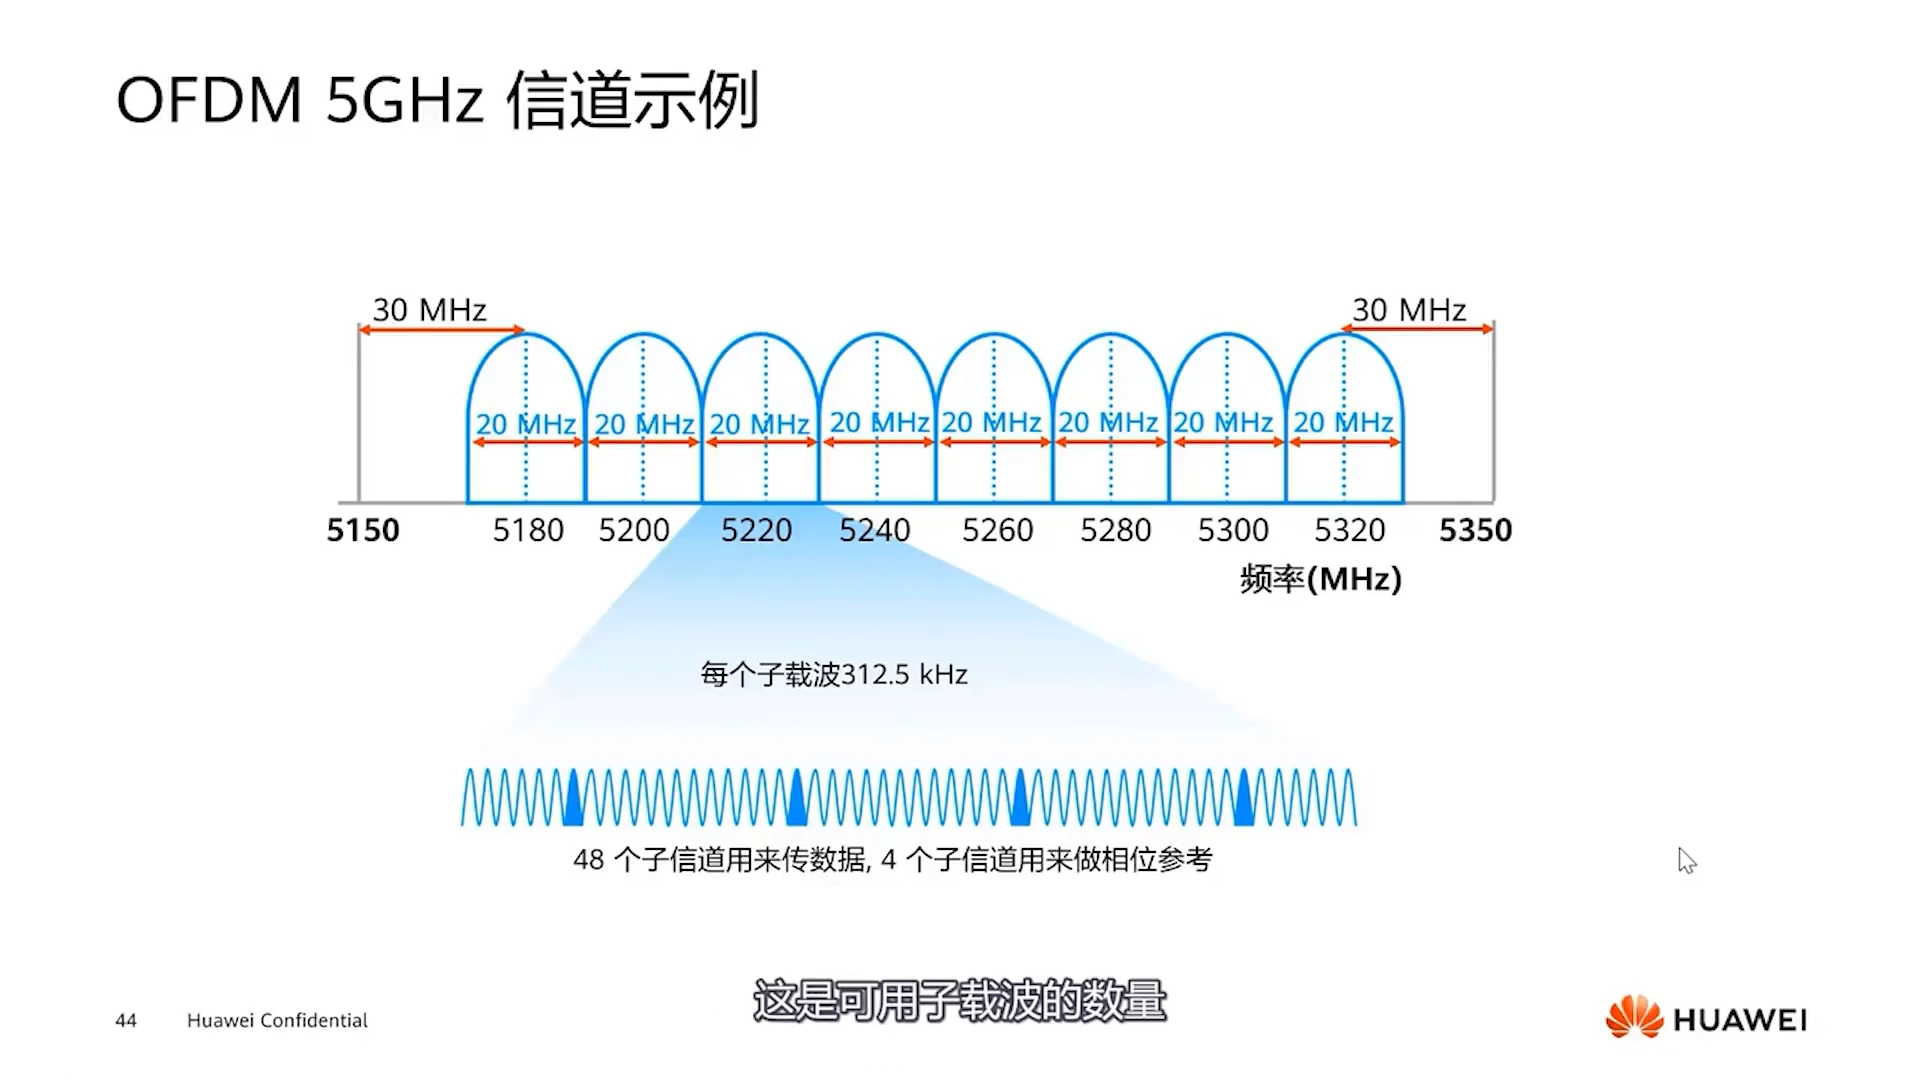 OFDM 5GHz 信道示例
30 MHz
30 MHz
20 MHz 20 MHz 20 MHz 20 MHz 20 MHz 20 MHz 20 MHz 20 MHz
5150 5180 5200 5220 5240 5260 5280 5300 5320 5350
频率(MHz)
每个子载波312.5 kHz
48 个子信道用来传数据, 4 个子信道用来做相位参考
这是可用子载波的数量
44 Huawei Confidential
HUAWEI